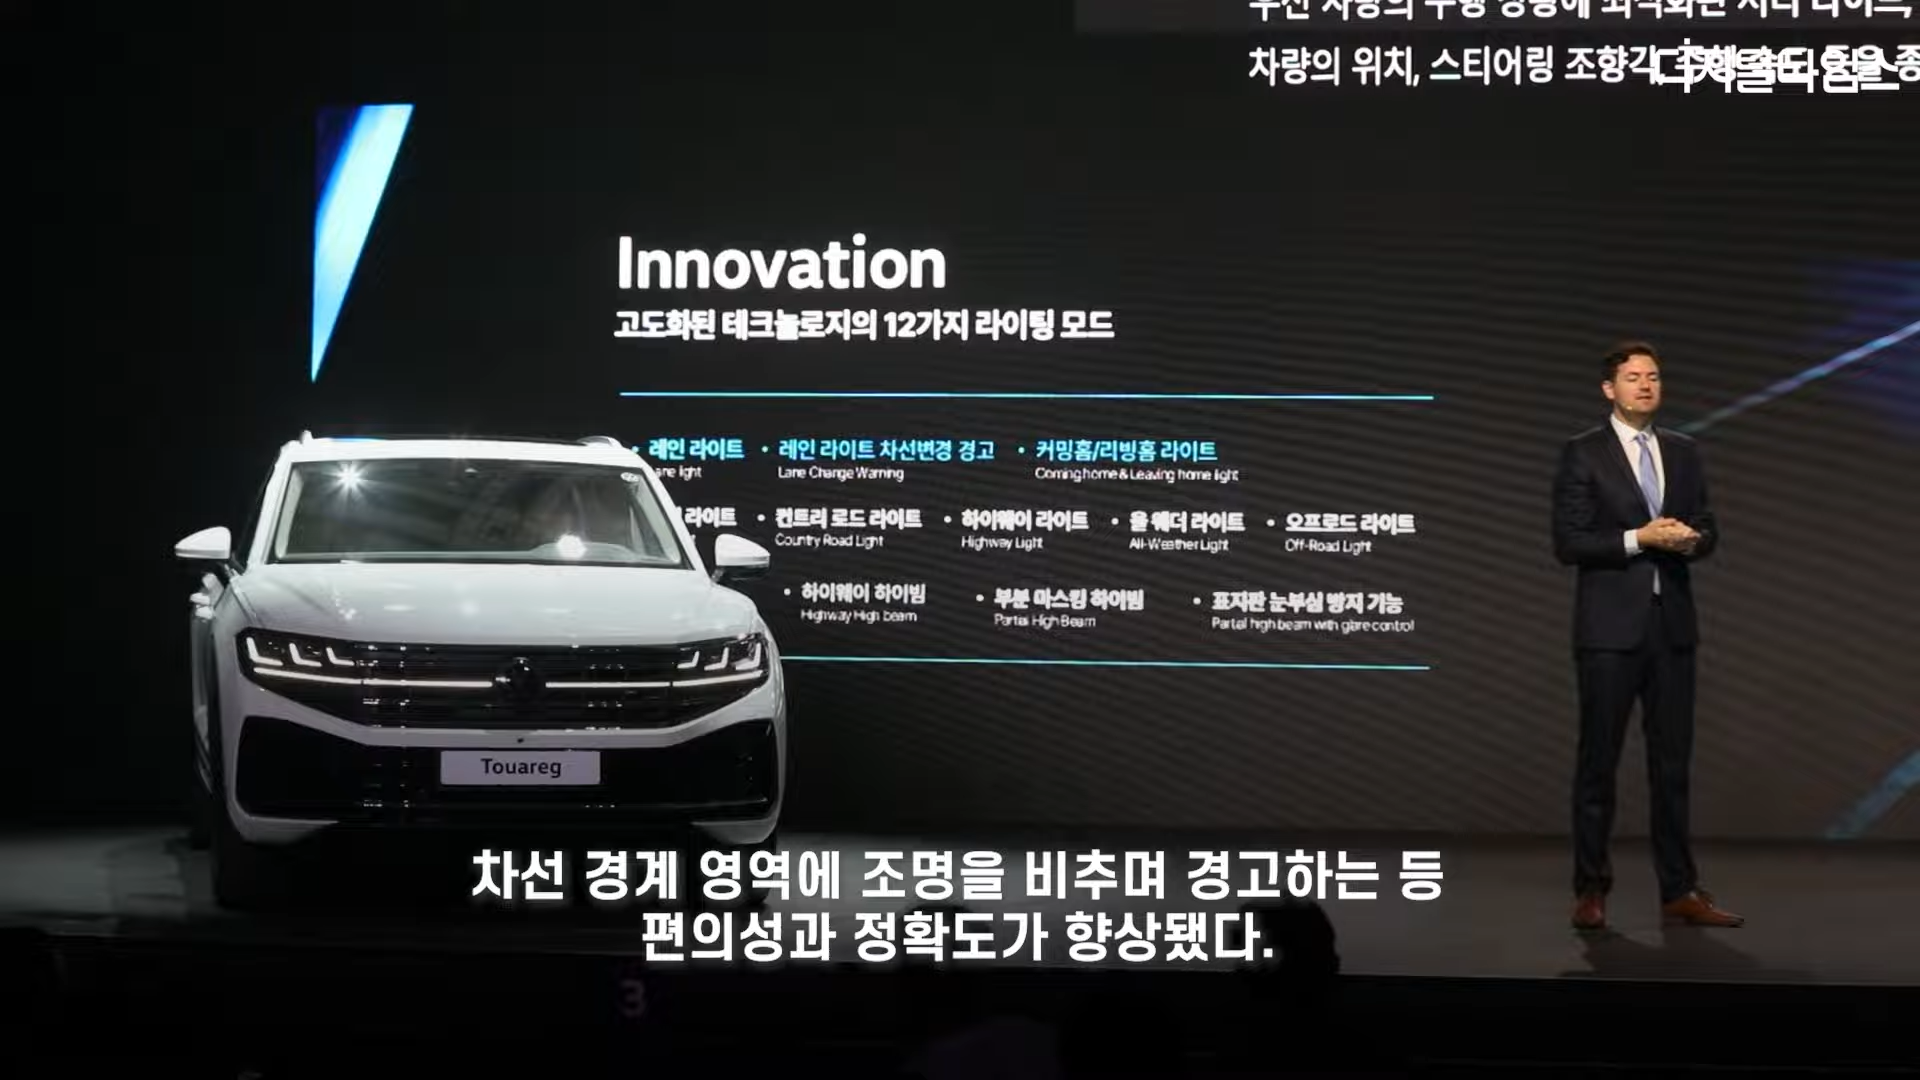 차량의 위치, 스티어링 조향각,
디지털타임스
Innovation
고도화된 테크놀로지의 12가지 라이팅 모드
레인 라이트 • 레인 라이트 차선변경 경고 • 커밍홈/리빙홈 라이트
light Lane Change Warning Coming home & Leaving home light
라이트 • 컨트리 로드 라이트 • 하이웨이 라이트 • 올 웨더 라이트 • 오프로드 라이트
Country Road Light Highway Light All-Weather Light Off-Road Light
• 하이웨이 하이빔 • 부분 마스킹 하이빔 • 표지판 눈부심 방지 기능
Highway High beam Partial High Beam Partial high beam with glare control
Touareg
차선 경계 영역에 조명을 비추며 경고하는 등
편의성과 정확도가 향상됐다.
3